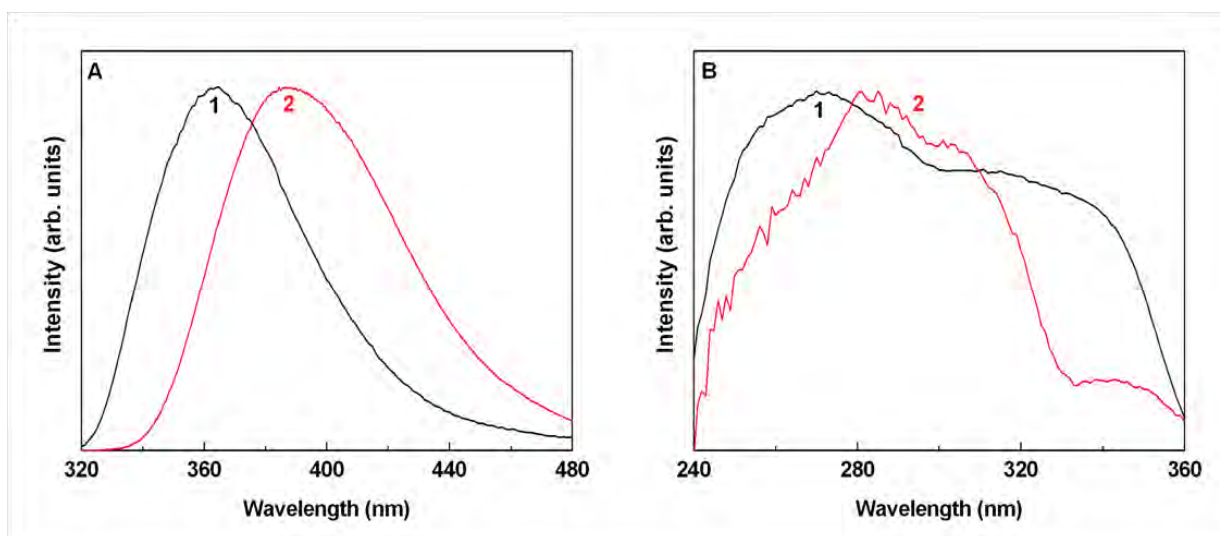 A
1
2
Intensity (arb. units)
320
360
400
440
480
Wavelength (nm)
B
1
2
Intensity (arb. units)
240
280
320
360
Wavelength (nm)